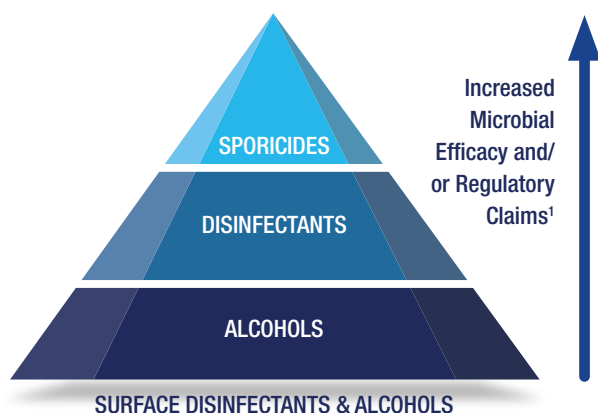 SPORICIDES
DISINFECTANTS
ALCOHOLS
Increased
Microbial
Efficacy and/
or Regulatory
Claims¹
SURFACE DISINFECTANTS & ALCOHOLS